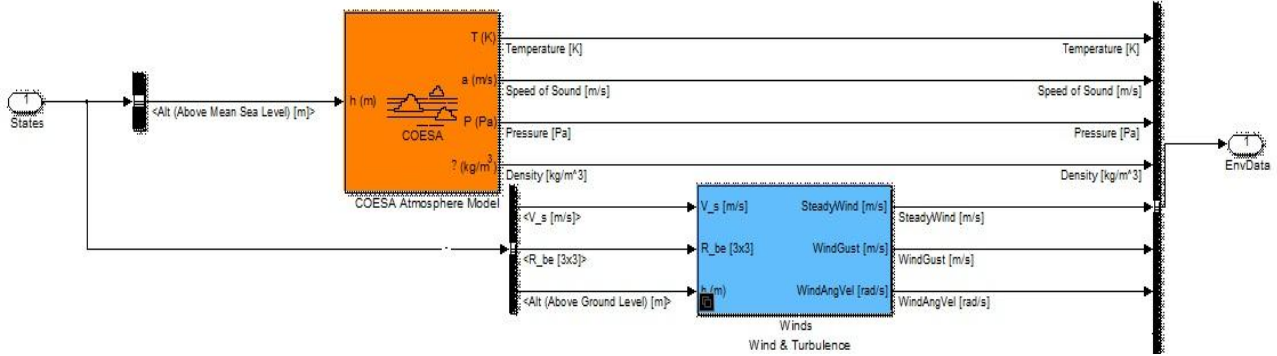 1
States
<Alt (Above Mean Sea Level) [m]>
h (m)
COESA
T (K)
a (m/s)
P (Pa)
? (kg/m^3)
COESA Atmosphere Model
Temperature [K]
Speed of Sound [m/s]
Pressure [Pa]
Density [kg/m^3]
Temperature [K]
Speed of Sound [m/s]
Pressure [Pa]
Density [kg/m^3]
<V_s [m/s]>
<R_be [3x3]>
<Alt (Above Ground Level) [m]>
V_s [m/s]
R_be [3x3]
h (m)
SteadyWind [m/s]
WindGust [m/s]
WindAngVel [rad/s]
Winds
Wind & Turbulence
SteadyWind [m/s]
WindGust [m/s]
WindAngVel [rad/s]
1
EnvData